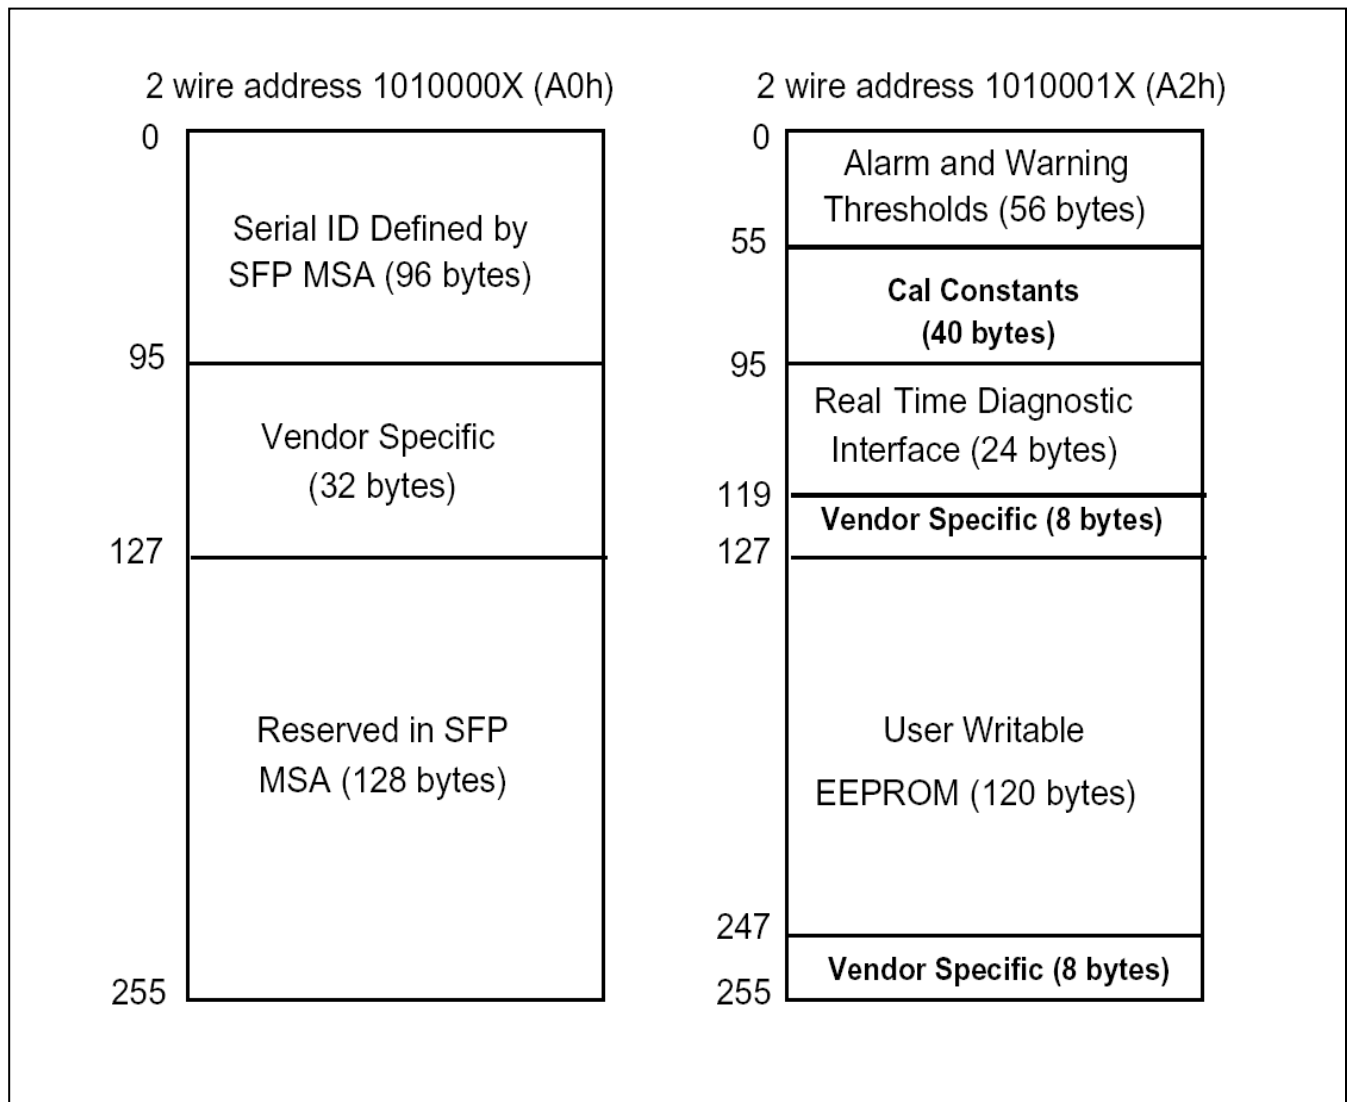 2 wire address 1010000X (A0h)
0
Serial ID Defined by
SFP MSA (96 bytes)
95
Vendor Specific
(32 bytes)
127
Reserved in SFP
MSA (128 bytes)
255
2 wire address 1010001X (A2h)
0
Alarm and Warning
Thresholds (56 bytes)
55
Cal Constants
(40 bytes)
95
Real Time Diagnostic
Interface (24 bytes)
119
Vendor Specific (8 bytes)
127
User Writable
EEPROM (120 bytes)
247
Vendor Specific (8 bytes)
255